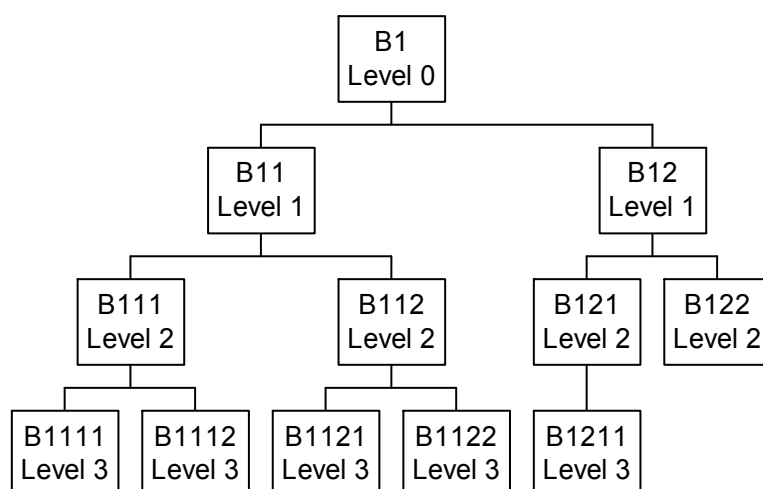 B1
Level 0
B11
Level 1
B12
Level 1
B111
Level 2
B112
Level 2
B121
Level 2
B122
Level 2
B1111
Level 3
B1112
Level 3
B1121
Level 3
B1122
Level 3
B1211
Level 3